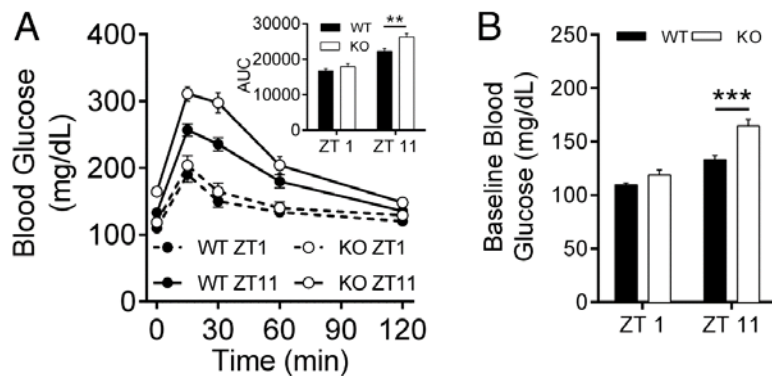 A
Blood Glucose
(mg/dL)
400
300
200
100
0
0 30 60 90 120
Time (min)
WT ZT1 KO ZT1
WT ZT11 KO ZT11
AUC
30000
20000
10000
0
WT
KO
**
ZT 1 ZT 11
B
Baseline Blood
Glucose (mg/dL)
WT KO
250
200
150
100
50
0
***
ZT 1 ZT 11